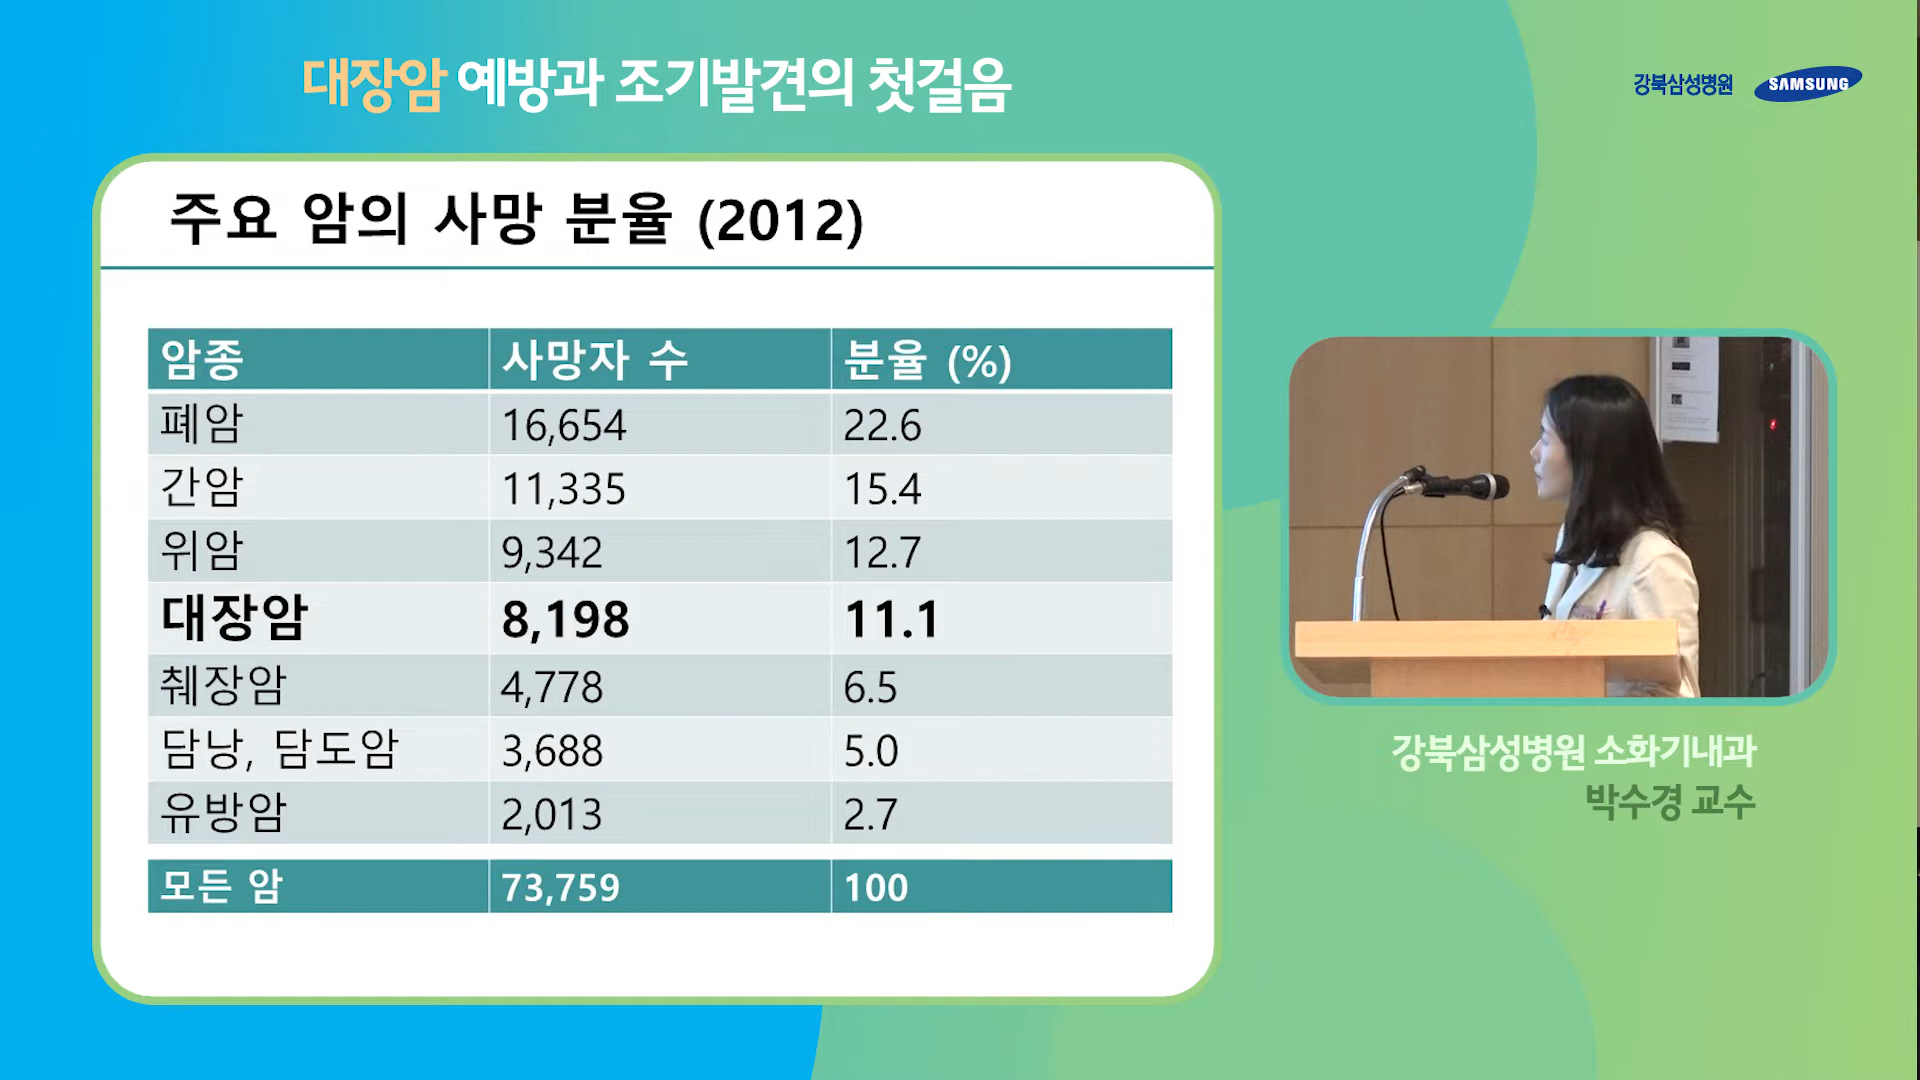 대장암 예방과 조기발견의 첫걸음
강북삼성병원 SAMSUNG
주요 암의 사망 분율 (2012)
암종 사망자 수 분율 (%)
폐암 16,654 22.6
간암 11,335 15.4
위암 9,342 12.7
대장암 8,198 11.1
췌장암 4,778 6.5
담낭, 담도암 3,688 5.0
유방암 2,013 2.7
모든 암 73,759 100
강북삼성병원 소화기내과
박수경 교수